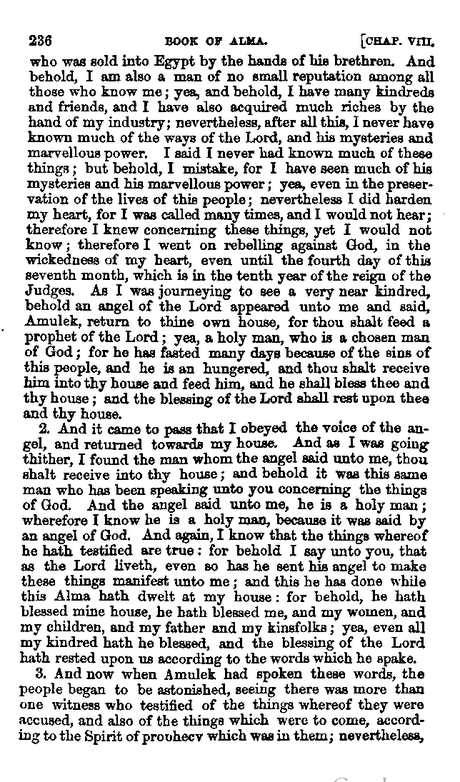 236 BOOK OF ALMA. [CHAP. VIII.
who was sold into Egypt by the hands of his brethren. And
behold, I am also a man of no small reputation among all
those who know me; yea, and behold, I have many kindreds
and friends, and I have also acquired much riches by the
hand of my industry; nevertheless, after all this, I never have
known much of the ways of the Lord, and his mysteries and
marvellous power. I said I never had known much of these
things; but behold, I mistake, for I have seen much of his
mysteries and his marvellous power; yea, even in the preser-
vation of the lives of this people; nevertheless I did harden
my heart, for I was called many times, and I would not hear;
therefore I knew concerning these things, yet I would not
know; therefore I went on rebelling against God, in the
wickedness of my heart, even until the fourth day of this
seventh month, which is in the tenth year of the reign of the
Judges. As I was journeying to see a very near kindred,
behold an angel of the Lord appeared unto me and said,
Amulek, return to thine own house, for thou shalt feed a
prophet of the Lord; yea, a holy man, who is a chosen man
of God; for he has fasted many days because of the sins of
this people, and he is an hungered, and thou shalt receive
him into thy house and feed him, and he shall bless thee and
thy house; and the blessing of the Lord shall rest upon thee
and thy house.
2. And it came to pass that I obeyed the voice of the an-
gel, and returned towards my house. And as I was going
thither, I found the man whom the angel said unto me, thou
shalt receive into thy house; and behold it was this same
man who has been speaking unto you concerning the things
of God. And the angel said unto me, he is a holy man;
wherefore I know he is a holy man, because it was said by
an angel of God. And again, I know that the things whereof
he hath testified are true: for behold I say unto you, that
as the Lord liveth, even so has he sent his angel to make
these things manifest unto me; and this he has done while
this Alma hath dwelt at my house: for behold, he hath
blessed mine house, he hath blessed me, and my women, and
my children, and my father and my kinsfolks; yea, even all
my kindred hath he blessed, and the blessing of the Lord
hath rested upon us according to the words which he spake.
3. And now when Amulek had spoken these words, the
people began to be astonished, seeing there was more than
one witness who testified of the things whereof they were
accused, and also of the things which were to come, accord-
ing to the Spirit of prophecy which was in them; nevertheless,